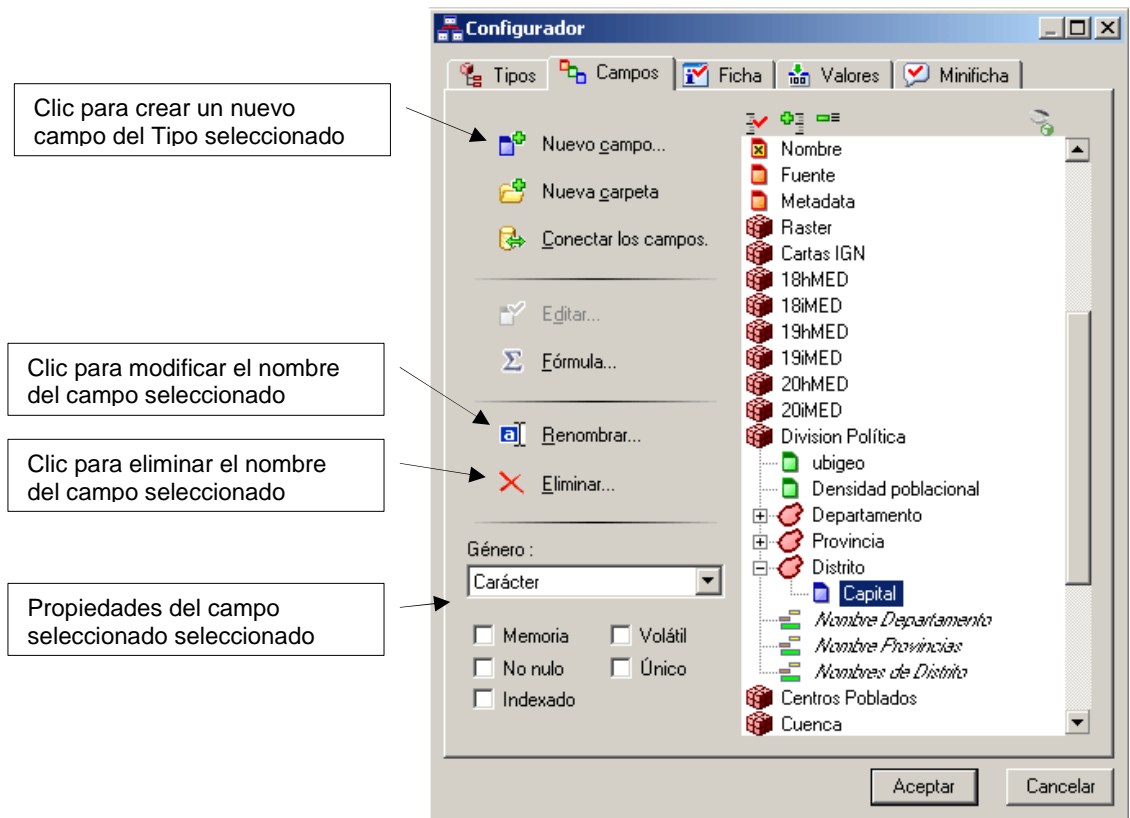 Configurador
Tipos Campos Ficha Valores Minificha
Clic para crear un nuevo
campo del Tipo seleccionado
Nuevo campo...
Nueva carpeta
Conectar los campos.
Editar...
Fórmula...
Clic para modificar el nombre
del campo seleccionado
Renombrar...
Clic para eliminar el nombre
del campo seleccionado
Eliminar...
Género :
Carácter
Propiedades del campo
seleccionado seleccionado
Memoria Volátil
No nulo Único
Indexado
Nombre
Fuente
Metadata
Raster
Cartas IGN
18hMED
18iMED
19hMED
19iMED
20hMED
20iMED
Division Política
ubigeo
Densidad poblacional
Departamento
Provincia
Distrito
Capital
Nombre Departamento
Nombre Provincias
Nombres de Distrito
Centros Poblados
Cuenca
Aceptar Cancelar